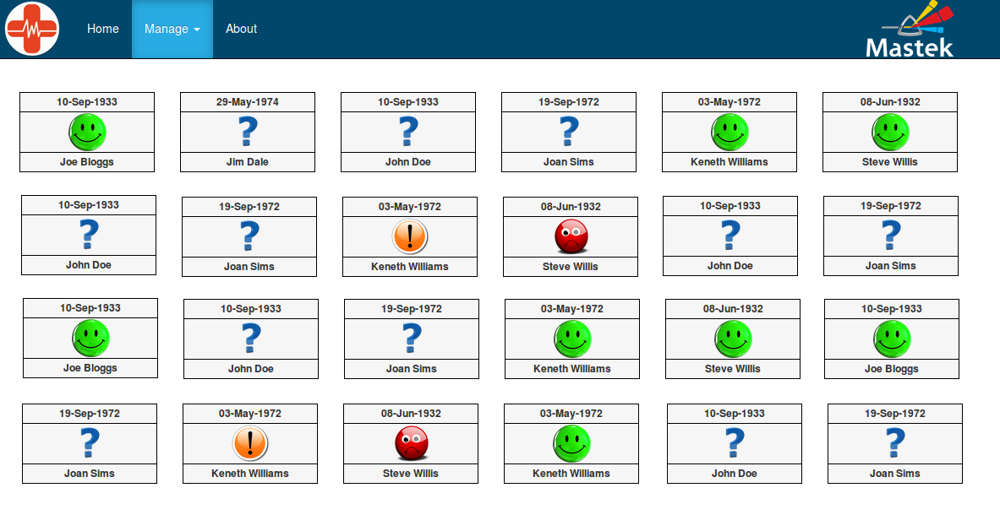 Home Manage About
Mastek
10-Sep-1933 29-May-1974 10-Sep-1933 19-Sep-1972 03-May-1972 08-Jun-1932
Joe Bloggs Jim Dale John Doe Joan Sims Keneth Williams Steve Willis
10-Sep-1933 19-Sep-1972 03-May-1972 08-Jun-1932 10-Sep-1933 19-Sep-1972
John Doe Joan Sims Keneth Williams Steve Willis John Doe Joan Sims
10-Sep-1933 10-Sep-1933 19-Sep-1972 03-May-1972 08-Jun-1932 10-Sep-1933
Joe Bloggs John Doe Joan Sims Keneth Williams Steve Willis Joe Bloggs
19-Sep-1972 03-May-1972 08-Jun-1932 03-May-1972 10-Sep-1933 19-Sep-1972
Joan Sims Keneth Williams Steve Willis Keneth Williams John Doe Joan Sims